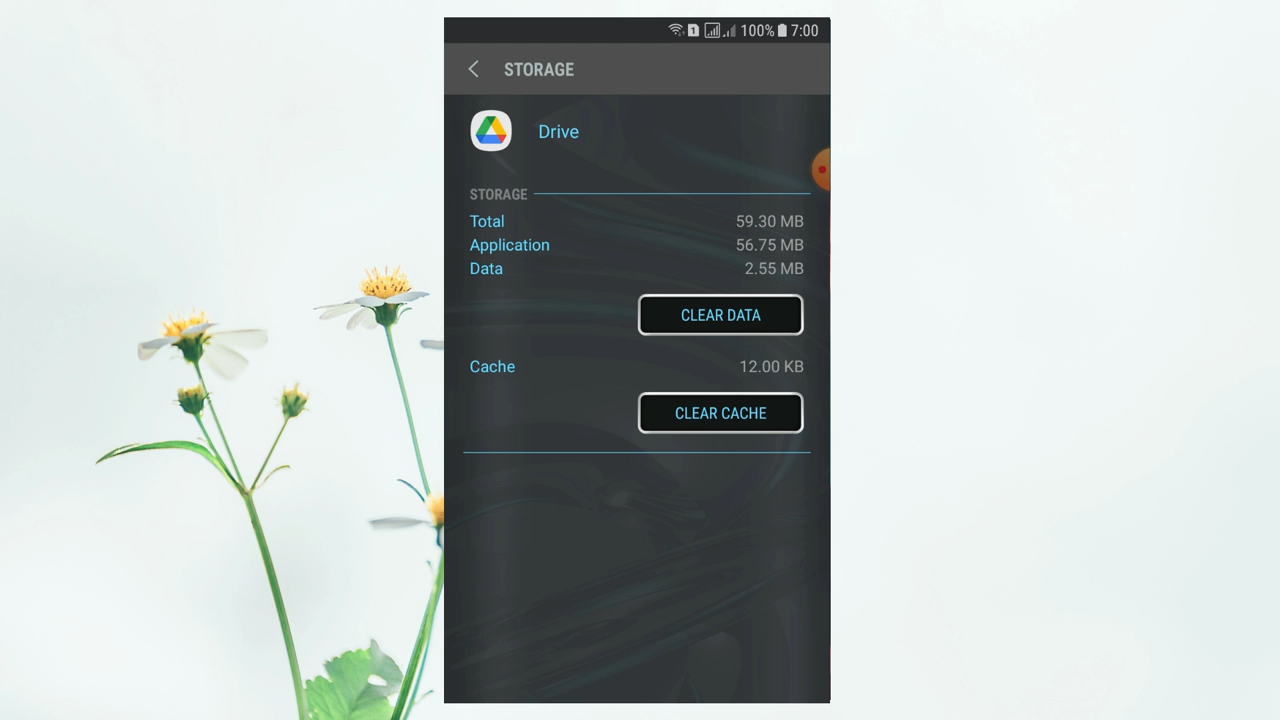 1 100% 7:00
STORAGE
Drive
STORAGE
Total 59.30 MB
Application 56.75 MB
Data 2.55 MB
CLEAR DATA
Cache 12.00 KB
CLEAR CACHE